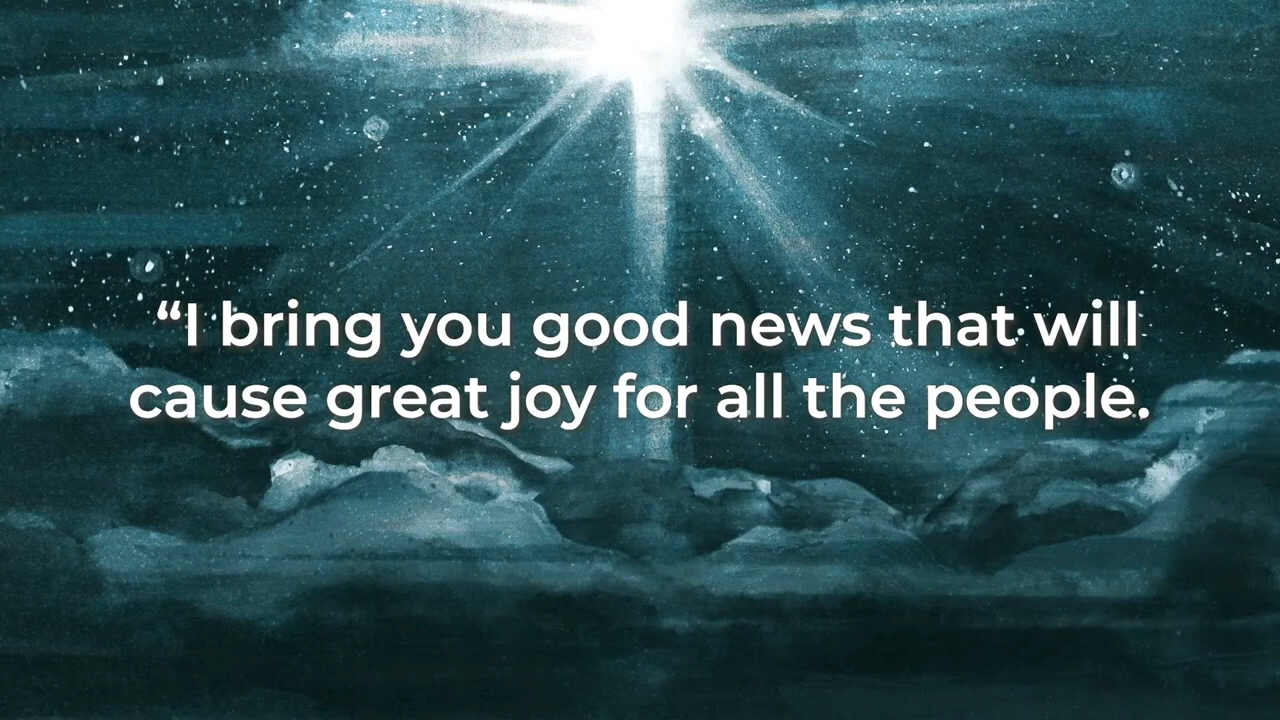 “I bring you good news that will
cause great joy for all the people.